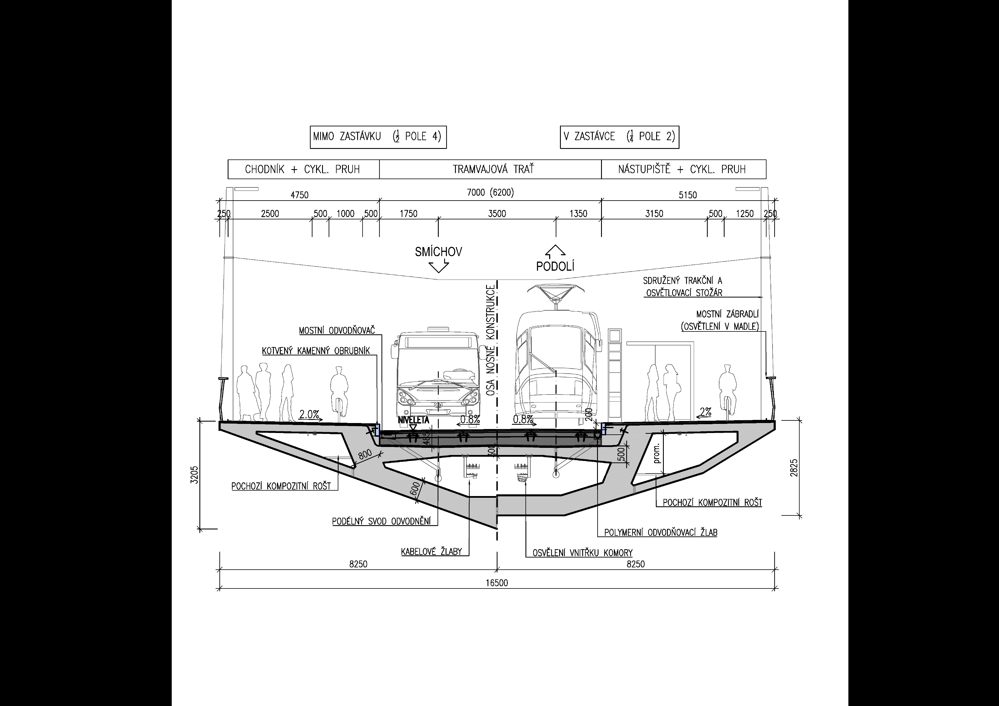 MIMO ZASTÁVKU (½ POLE 4)
V ZASTÁVCE (¼ POLE 2)
CHODNÍK + CYKL. PRUH
TRAMVAJOVÁ TRAŤ
NÁSTUPIŠTĚ + CYKL. PRUH
4750
7000 (6200)
5150
250
2500
500
1000
500
1750
3500
1350
3150
500
1250
250
SMÍCHOV
PODOLÍ
SDRUŽENÝ TRAKČNÍ A
OSVĚTLOVACÍ STOŽÁR
OSA NOSNÉ KONSTRUKCE
MOSTNÍ ZÁBRADLÍ
(OSVĚTLENÍ V MADLE)
MOSTNÍ ODVODŇOVAČ
KOTVENÝ KAMENNÝ OBRUBNÍK
2.0%
NIVELETA
0.8%
0.8%
200
2%
485
300
800
500
prom.
3205
2825
600
POCHOZÍ KOMPOZITNÍ ROŠT
POCHOZÍ KOMPOZITNÍ ROŠT
PODÉLNÝ SVOD ODVODNĚNÍ
POLYMERNÍ ODVODŇOVACÍ ŽLAB
KABELOVÉ ŽLABY
OSVĚLENÍ VNITŘKU KOMORY
8250
8250
16500